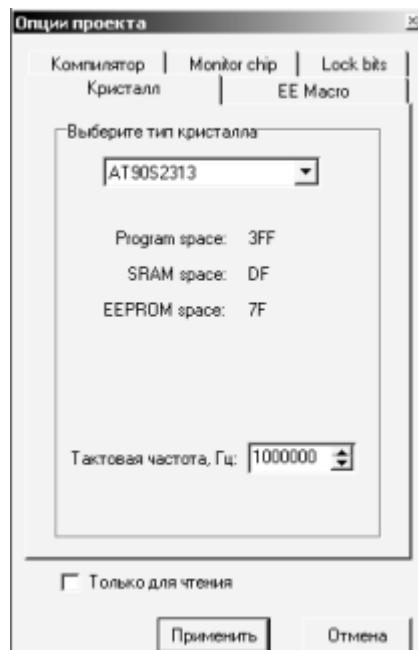 Опции проекта
Компилятор Monitor chip Lock bits
Кристалл EE Macro
Выберите тип кристалла
AT90S2313
Program space: 3FF
SRAM space: DF
EEPROM space: 7F
Тактовая частота, Гц: 1000000
Только для чтения
Применить Отмена